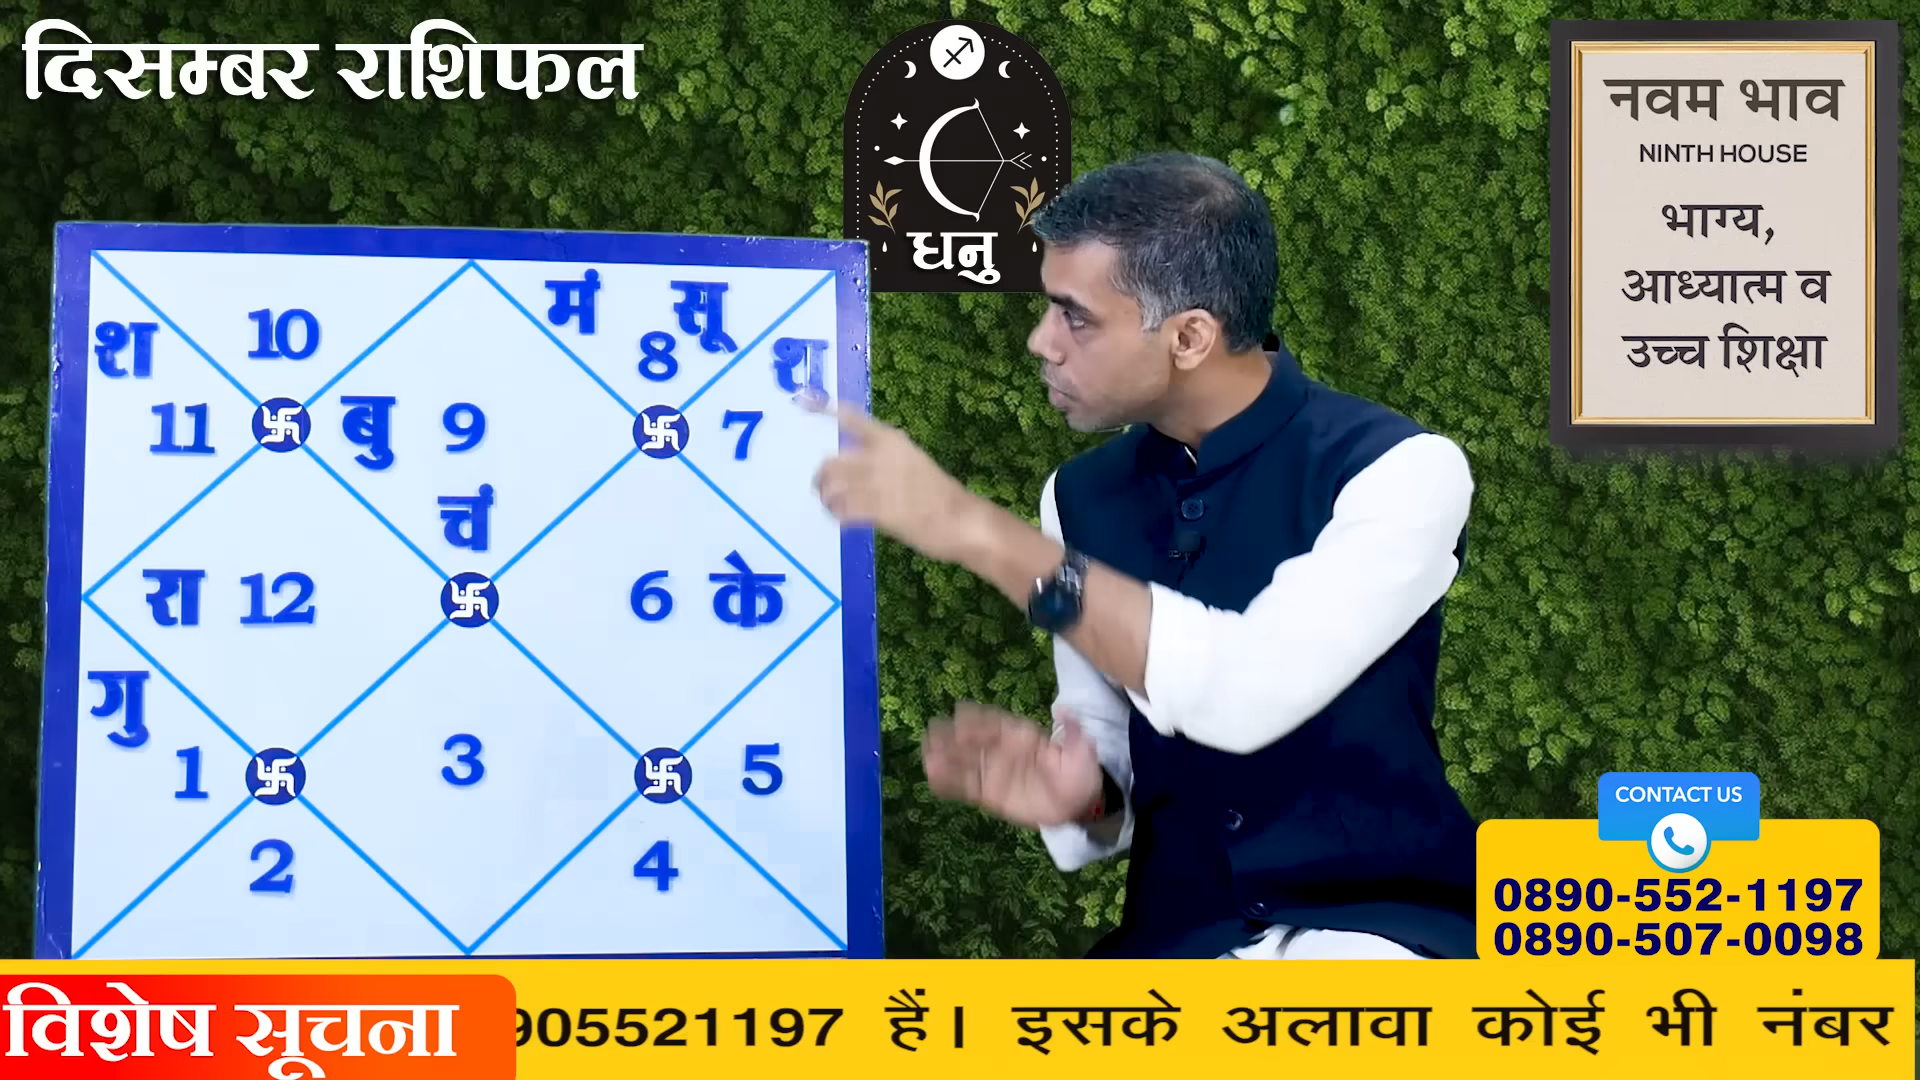 दिसम्बर राशिफल
धनु
नवम भाव
NINTH HOUSE
भाग्य,
आध्यात्म व
उच्च शिक्षा
श
10
मं
सू
8
शु
11
बु
9
7
चं
रा
12
6
के
गु
1
3
5
2
4
CONTACT US
0890-552-1197
0890-507-0098
विशेष सूचना
905521197 हैं। इसके अलावा कोई भी नंबर